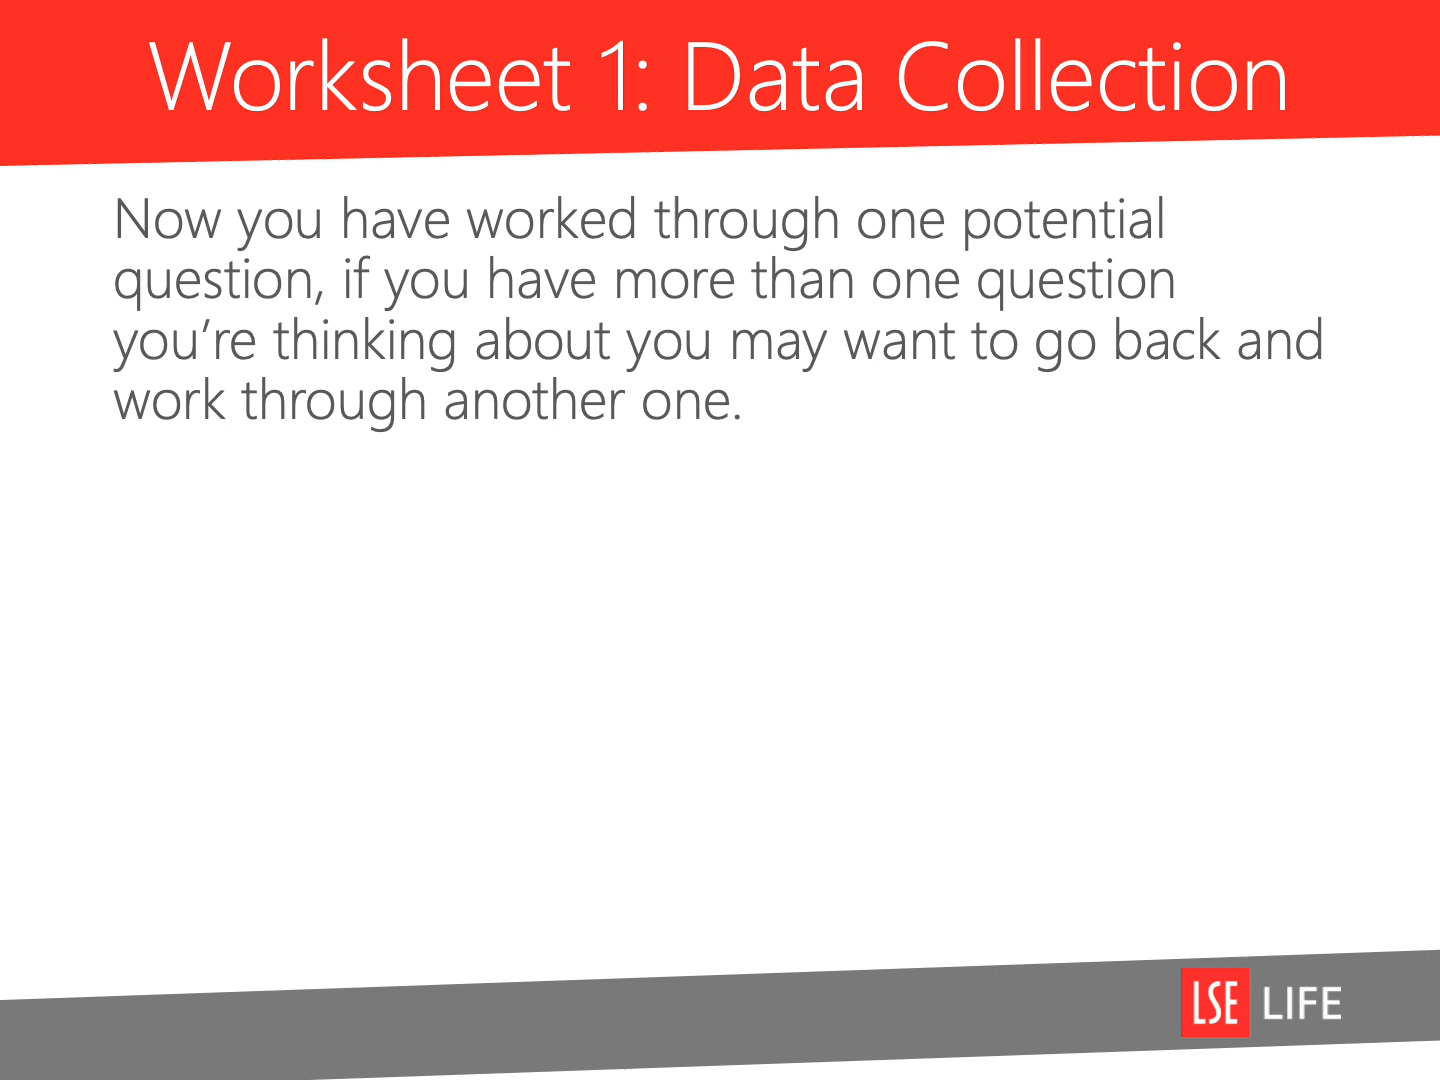 Worksheet 1: Data Collection
Now you have worked through one potential
question, if you have more than one question
you’re thinking about you may want to go back and
work through another one.
LSE LIFE